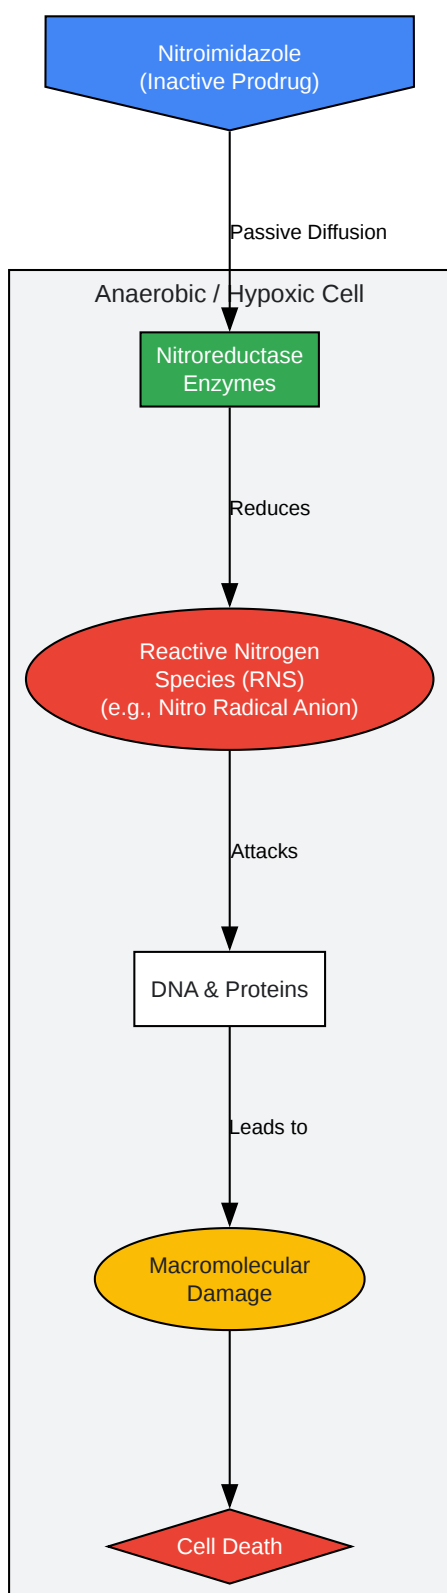 Nitroimidazole
(Inactive Prodrug)
Passive Diffusion
Anaerobic / Hypoxic Cell
Nitroreductase
Enzymes
Reduces
Reactive Nitrogen
Species (RNS)
(e.g., Nitro Radical Anion)
Attacks
DNA & Proteins
Leads to
Macromolecular
Damage
Cell Death